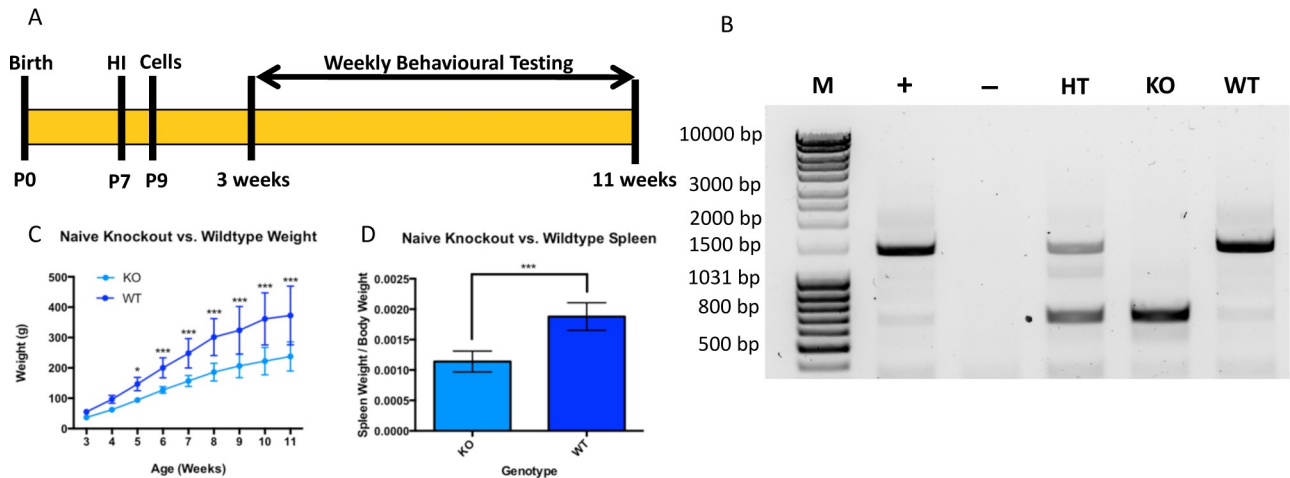 A
Weekly Behavioural Testing
Birth HI Cells
P0 P7 P9 3 weeks 11 weeks
B
M + – HT KO WT
10000 bp
3000 bp
2000 bp
1500 bp
1031 bp
800 bp
500 bp
C Naive Knockout vs. Wildtype Weight
KO
WT
* *** *** *** *** *** ***
Weight (g)
500
400
300
200
100
0
3 4 5 6 7 8 9 10 11
Age (Weeks)
D Naive Knockout vs. Wildtype Spleen
***
Spleen Weight / Body Weight
0.0025
0.0020
0.0015
0.0010
0.0005
0.0000
KO WT
Genotype